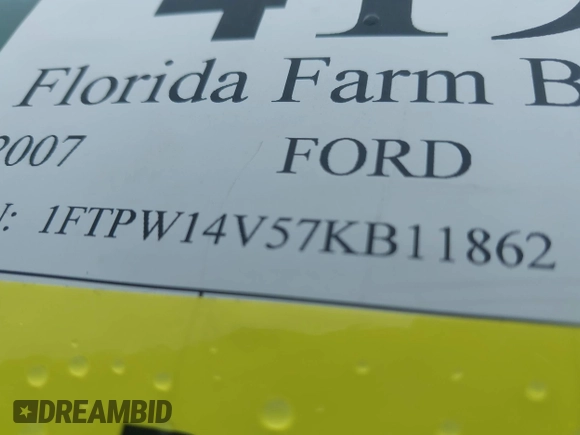 Florida Farm B
2007 FORD
: 1FTPW14V57KB11862
DREAMBID